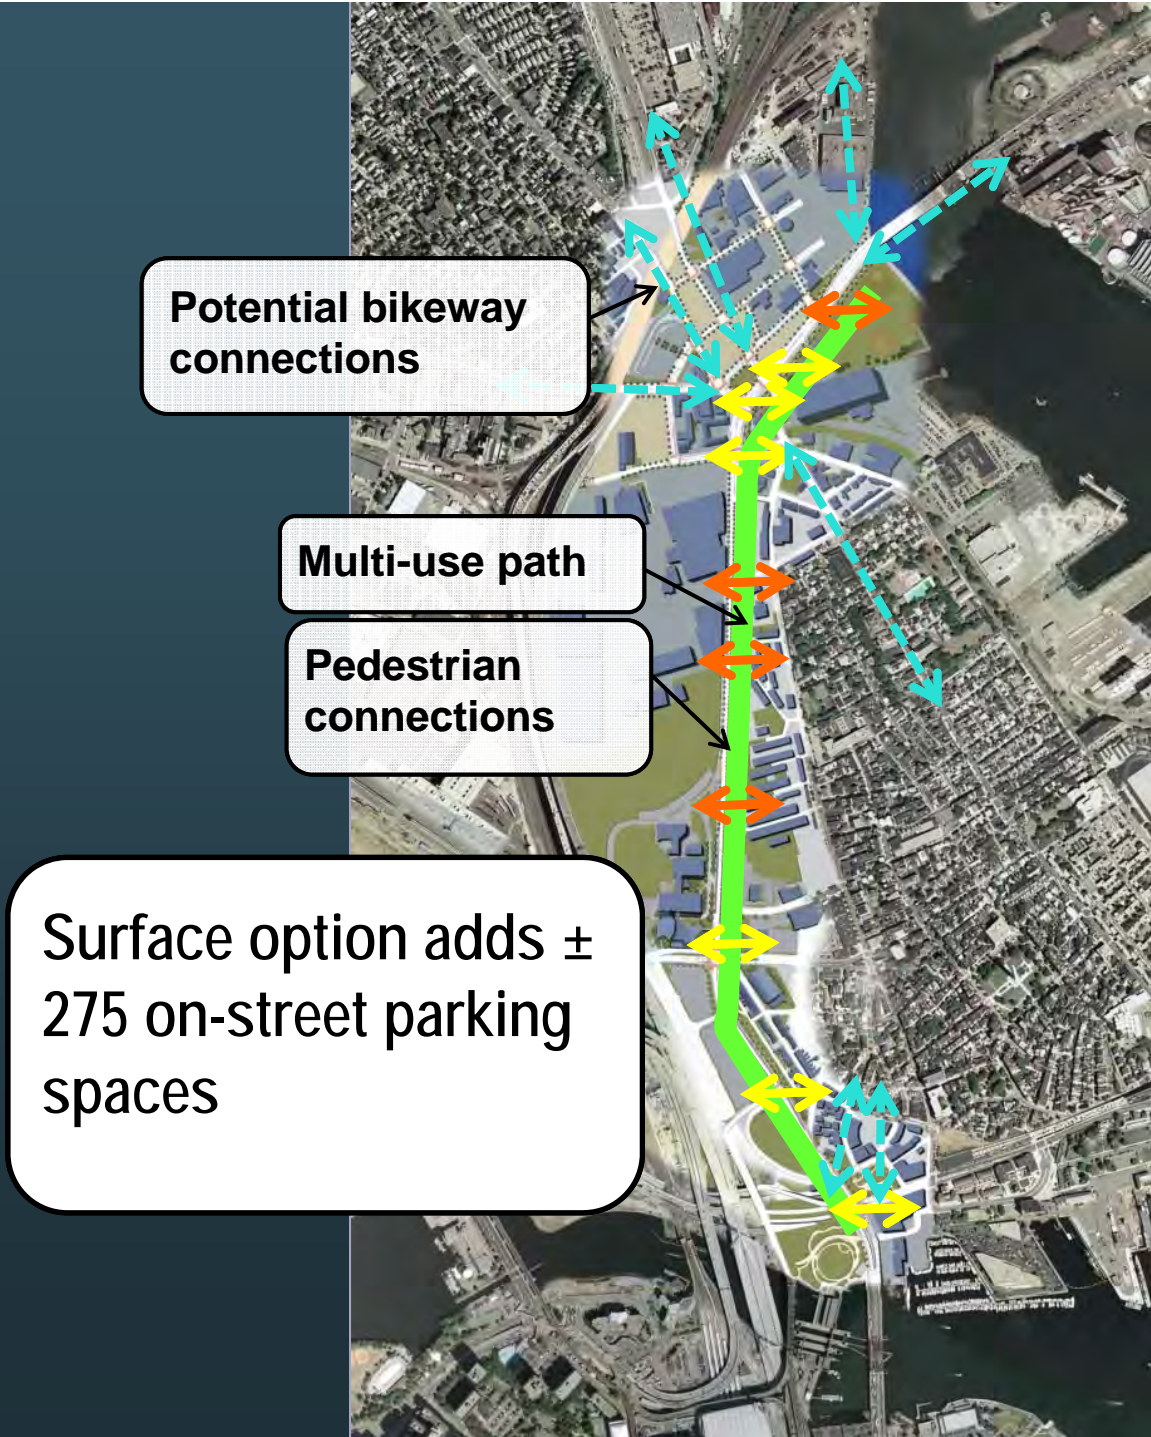 Potential bikeway
connections
Multi-use path
Pedestrian
connections
Surface option adds ±
275 on-street parking
spaces